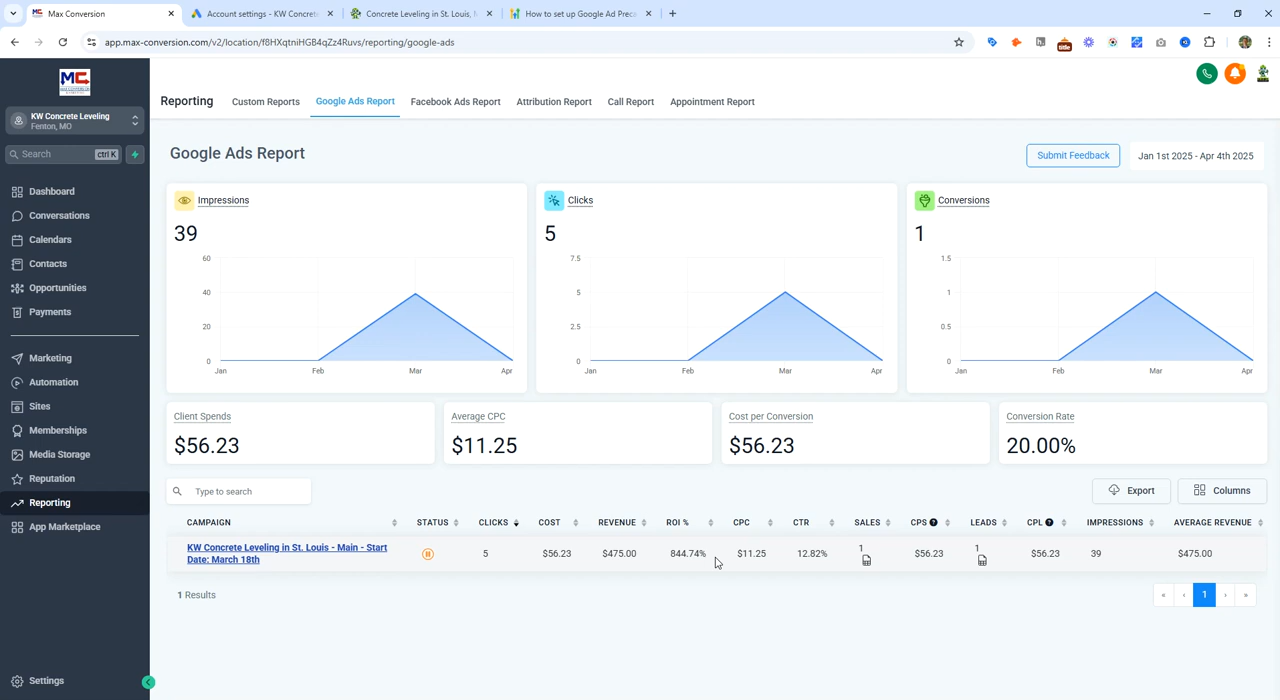 Max Conversion
Account settings - KW Concrete
Concrete Leveling in St. Louis, M
How to set up Google Ad Preca
app.max-conversion.com/v2/location/f8HXqtniHGB4qZz4Ruvs/reporting/google-ads
title
MC
KW Concrete Leveling
Fenton, MO
Search
ctrl K
Dashboard
Conversations
Calendars
Contacts
Opportunities
Payments
Marketing
Automation
Sites
Memberships
Media Storage
Reputation
Reporting
App Marketplace
Settings
Reporting
Custom Reports
Google Ads Report
Facebook Ads Report
Attribution Report
Call Report
Appointment Report
Google Ads Report
Submit Feedback
Jan 1st 2025 - Apr 4th 2025
Impressions
39
60
40
20
0
Jan Feb Mar Apr
Clicks
5
7.5
5
2.5
0
Jan Feb Mar Apr
Conversions
1
1.5
1
0.5
0
Jan Feb Mar Apr
Client Spends
$56.23
Average CPC
$11.25
Cost per Conversion
$56.23
Conversion Rate
20.00%
Type to search
Export
Columns
CAMPAIGN STATUS CLICKS COST REVENUE ROI % CPC CTR SALES CPS LEADS CPL IMPRESSIONS AVERAGE REVENUE
KW Concrete Leveling in St. Louis - Main - Start
Date: March 18th
5 $56.23 $475.00 844.74% $11.25 12.82% 1 $56.23 1 $56.23 39 $475.00
1 Results
« ‹ 1 › »